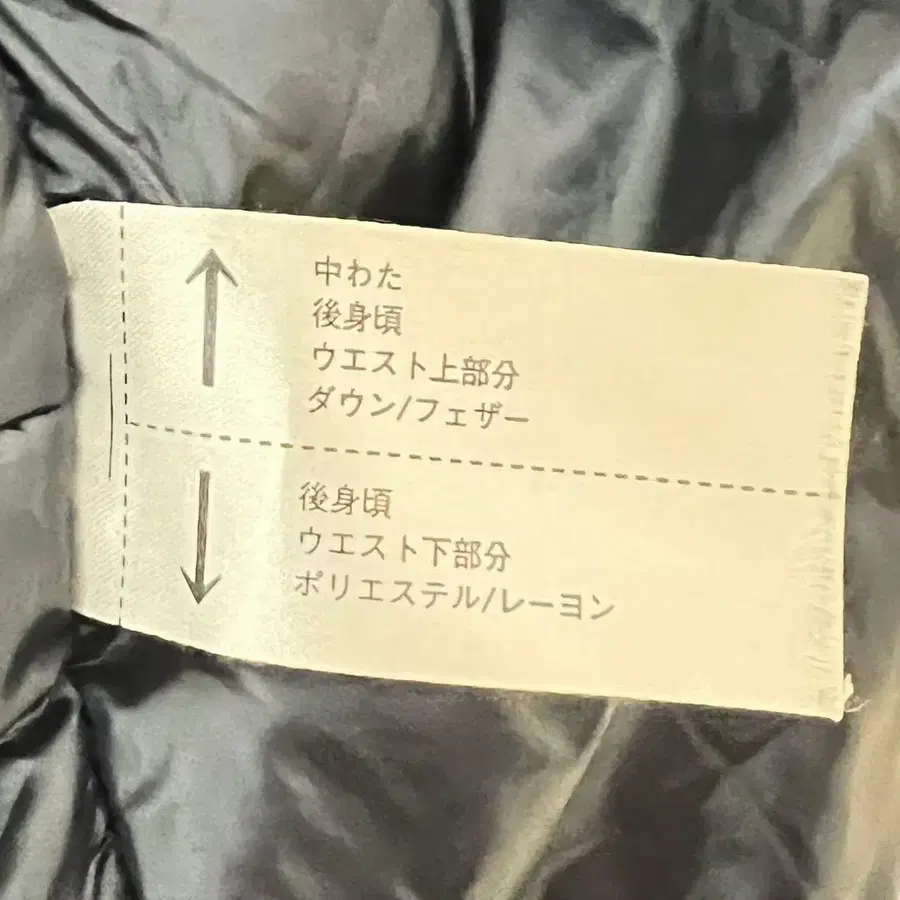 中わた
後身頃
ウエスト上部分
ダウン/フェザー
後身頃
ウエスト下部分
ポリエステル/レーヨン